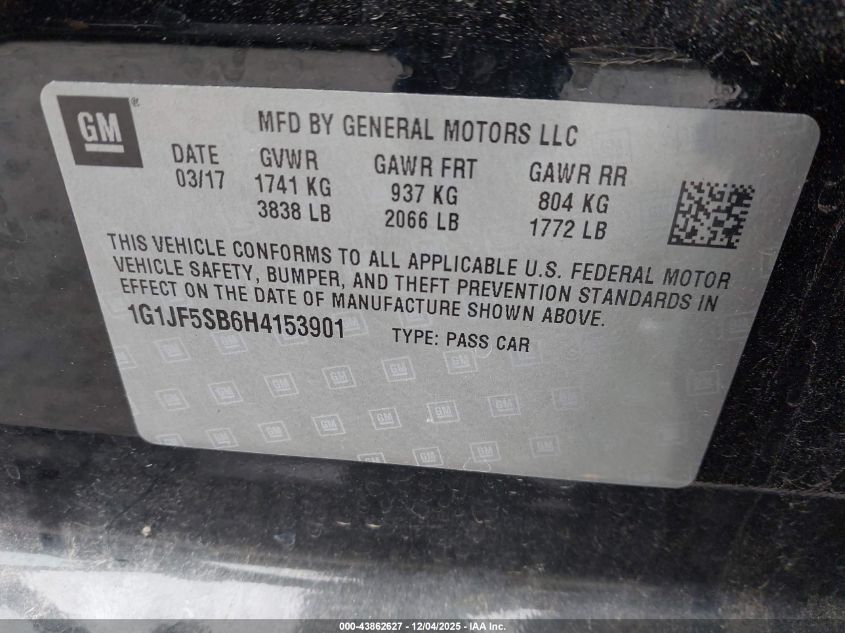 GM ®
MFD BY GENERAL MOTORS LLC
DATE GVWR GAWR FRT GAWR RR
03/17 1741 KG 937 KG 804 KG
3838 LB 2066 LB 1772 LB
THIS VEHICLE CONFORMS TO ALL APPLICABLE U.S. FEDERAL MOTOR
VEHICLE SAFETY, BUMPER, AND THEFT PREVENTION STANDARDS IN
EFFECT ON THE DATE OF MANUFACTURE SHOWN ABOVE.
1G1JF5SB6H4153901 TYPE: PASS CAR
000-43862627 - 12/04/2025 - IAA Inc.